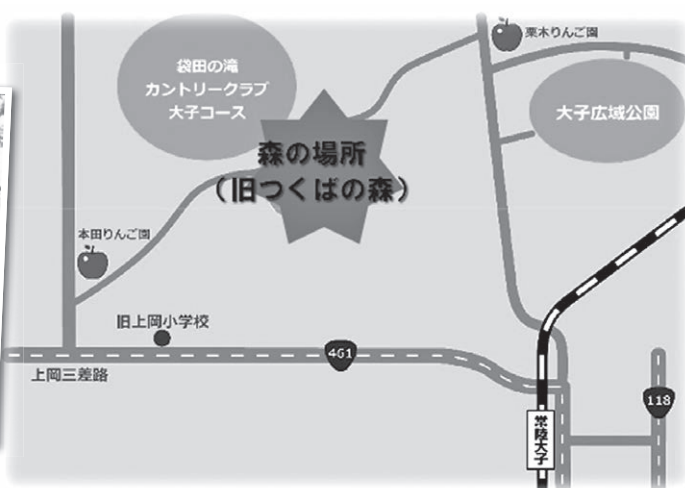 栗木りんご園
袋田の滝
カントリークラブ
大子コース
大子広域公園
森の場所
(旧つくばの森)
本田りんご園
旧上岡小学校
461
上岡三差路
118
常陸大子